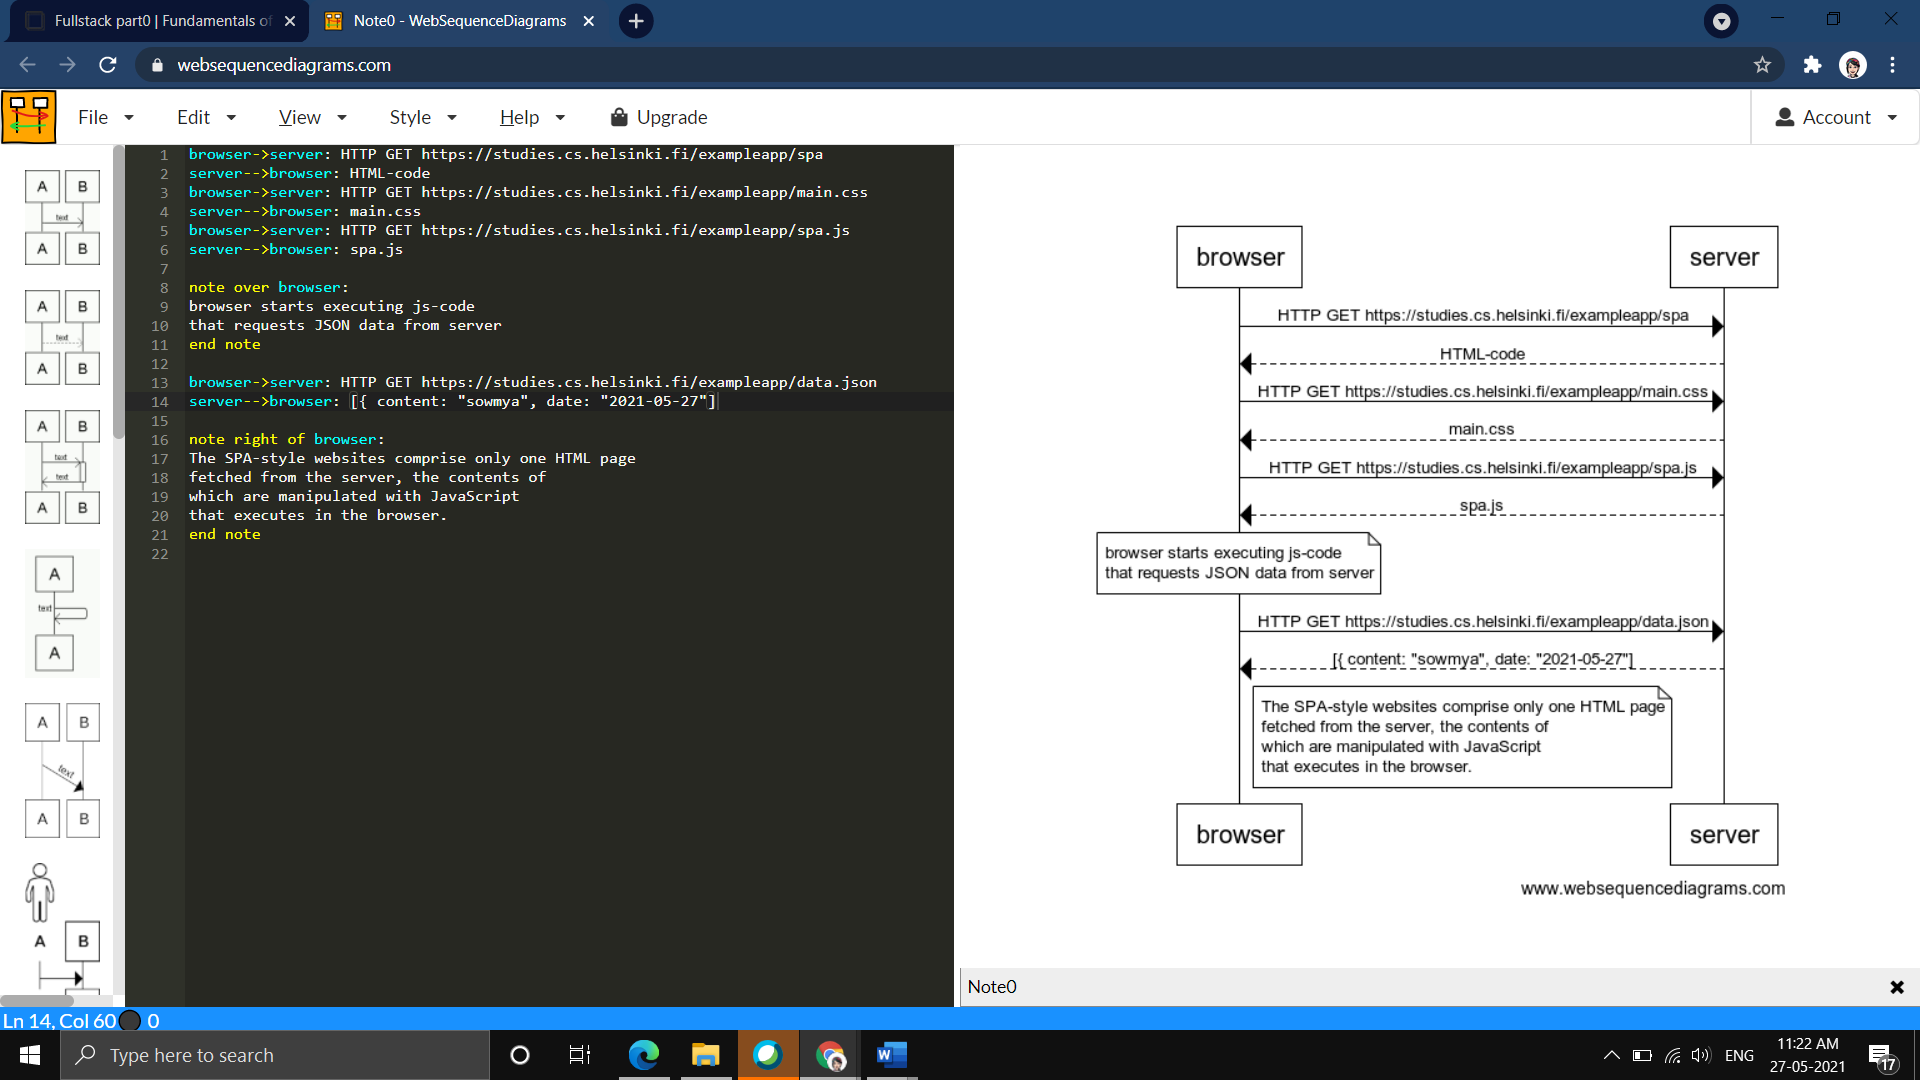 Fullstack part0 | Fundamentals of
Note0 - WebSequenceDiagrams
websequencediagrams.com
File
Edit
View
Style
Help
Upgrade
Account
A B
text
A B
A B
text
A B
A B
text
text
A B
A
text
A
A B
text
A B
A B
1 browser->server: HTTP GET https://studies.cs.helsinki.fi/exampleapp/spa
2 server-->browser: HTML-code
3 browser->server: HTTP GET https://studies.cs.helsinki.fi/exampleapp/main.css
4 server-->browser: main.css
5 browser->server: HTTP GET https://studies.cs.helsinki.fi/exampleapp/spa.js
6 server-->browser: spa.js
7
8 note over browser:
9 browser starts executing js-code
10 that requests JSON data from server
11 end note
12
13 browser->server: HTTP GET https://studies.cs.helsinki.fi/exampleapp/data.json
14 server-->browser: [{ content: "sowmya", date: "2021-05-27"]
15
16 note right of browser:
17 The SPA-style websites comprise only one HTML page
18 fetched from the server, the contents of
19 which are manipulated with JavaScript
20 that executes in the browser.
21 end note
22
browser server
HTTP GET https://studies.cs.helsinki.fi/exampleapp/spa
HTML-code
HTTP GET https://studies.cs.helsinki.fi/exampleapp/main.css
main.css
HTTP GET https://studies.cs.helsinki.fi/exampleapp/spa.js
spa.js
browser starts executing js-code
that requests JSON data from server
HTTP GET https://studies.cs.helsinki.fi/exampleapp/data.json
[{ content: "sowmya", date: "2021-05-27"]
The SPA-style websites comprise only one HTML page
fetched from the server, the contents of
which are manipulated with JavaScript
that executes in the browser.
browser server
www.websequencediagrams.com
Note0
Ln 14, Col 60 0
Type here to search
W
ENG
11:22 AM
27-05-2021
17